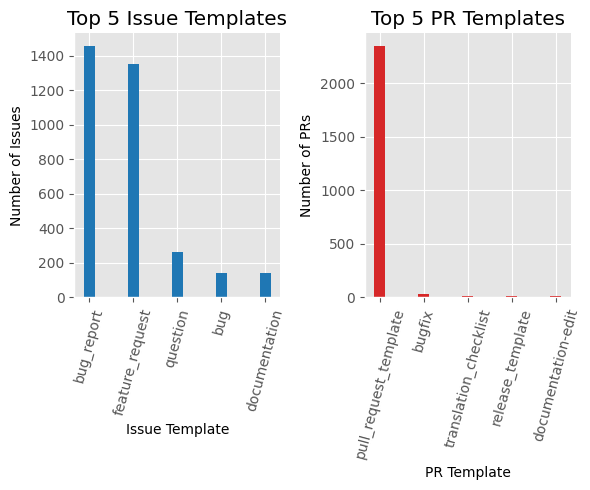 Top 5 Issue Templates
Number of Issues
1400
1200
1000
800
600
400
200
0
bug_report
feature_request
question
bug
documentation
Issue Template
Top 5 PR Templates
Number of PRs
2000
1500
1000
500
0
pull_request_template
bugfix
translation_checklist
release_template
documentation-edit
PR Template